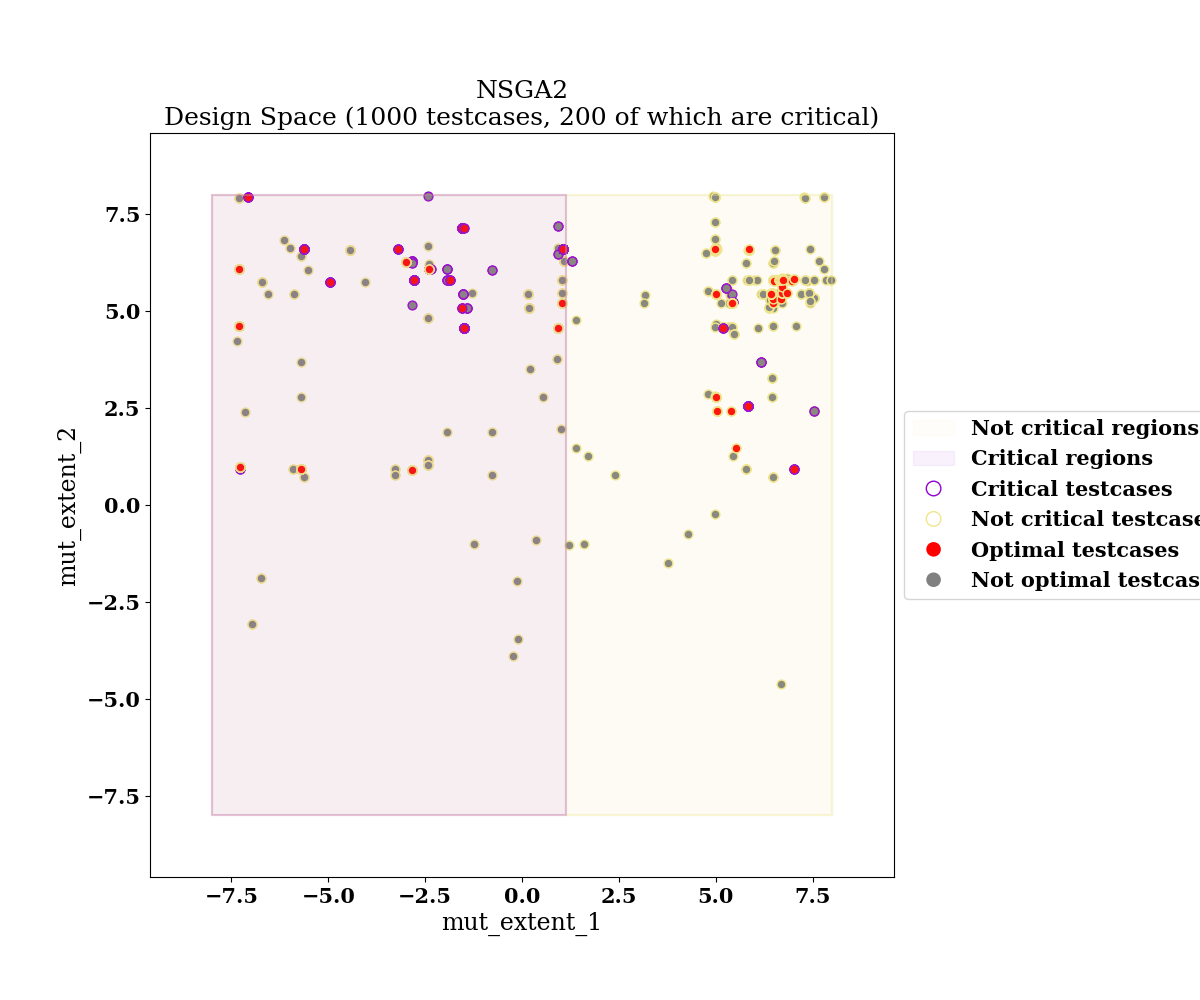 NSGA2
Design Space (1000 testcases, 200 of which are critical)
7.5
5.0
2.5
0.0
−2.5
−5.0
−7.5
mut_extent_2
−7.5 −5.0 −2.5 0.0 2.5 5.0 7.5
mut_extent_1
Not critical regions
Critical regions
Critical testcases
Not critical testcase
Optimal testcases
Not optimal testcas